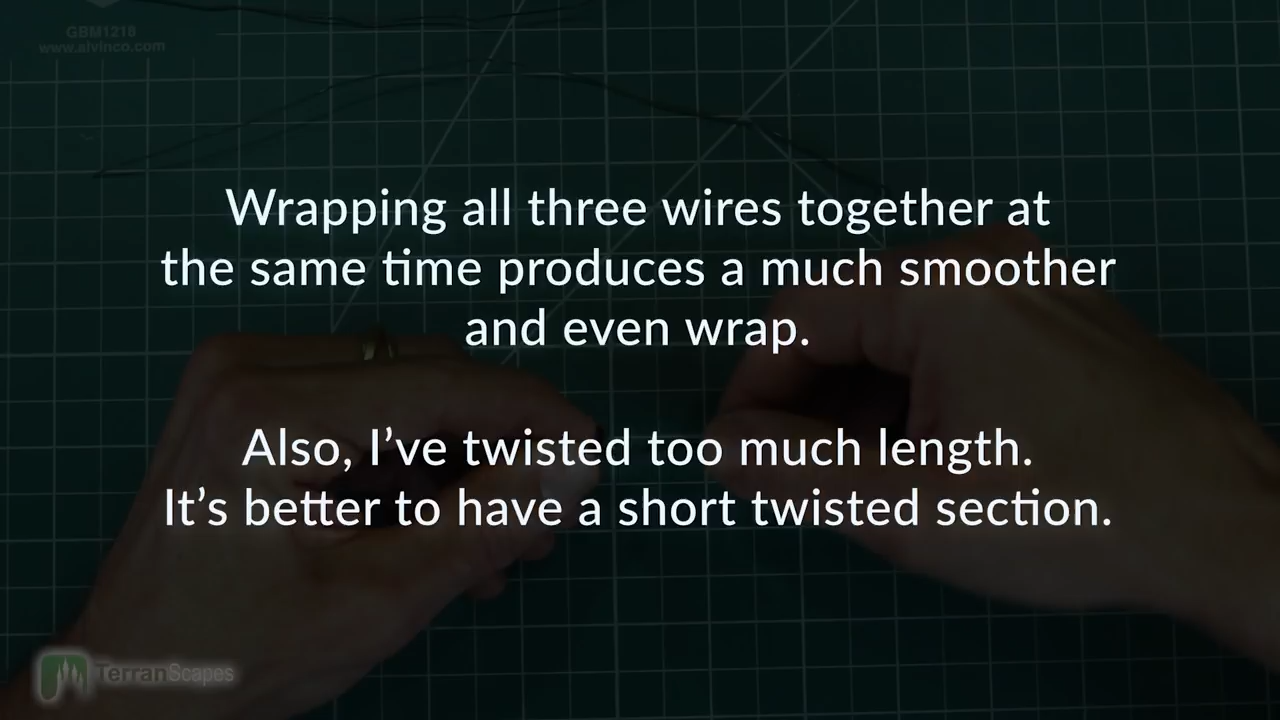 GBM1218
www.alvinco.com
Wrapping all three wires together at
the same time produces a much smoother
and even wrap.
Also, I’ve twisted too much length.
It’s better to have a short twisted section.
TerranScapes